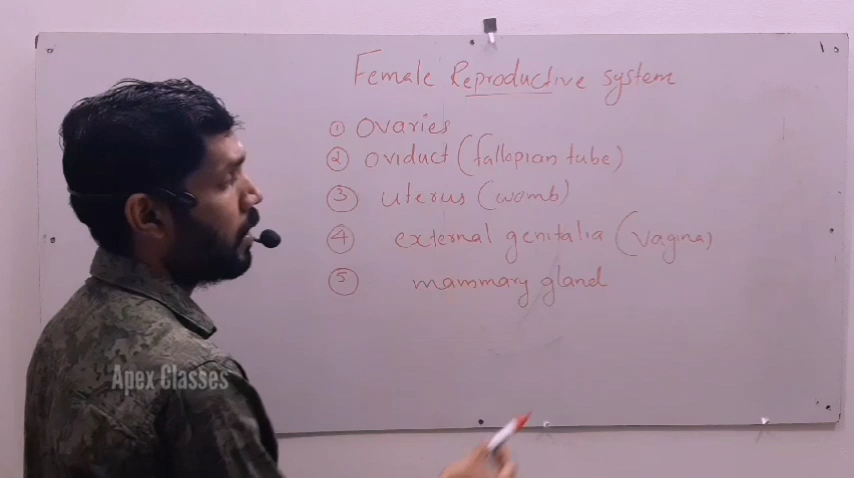 Female Reproductive system
① Ovaries
② oviduct (fallopian tube)
③ uterus (womb)
④ external genitalia (vagina)
⑤ mammary gland
Apex Classes